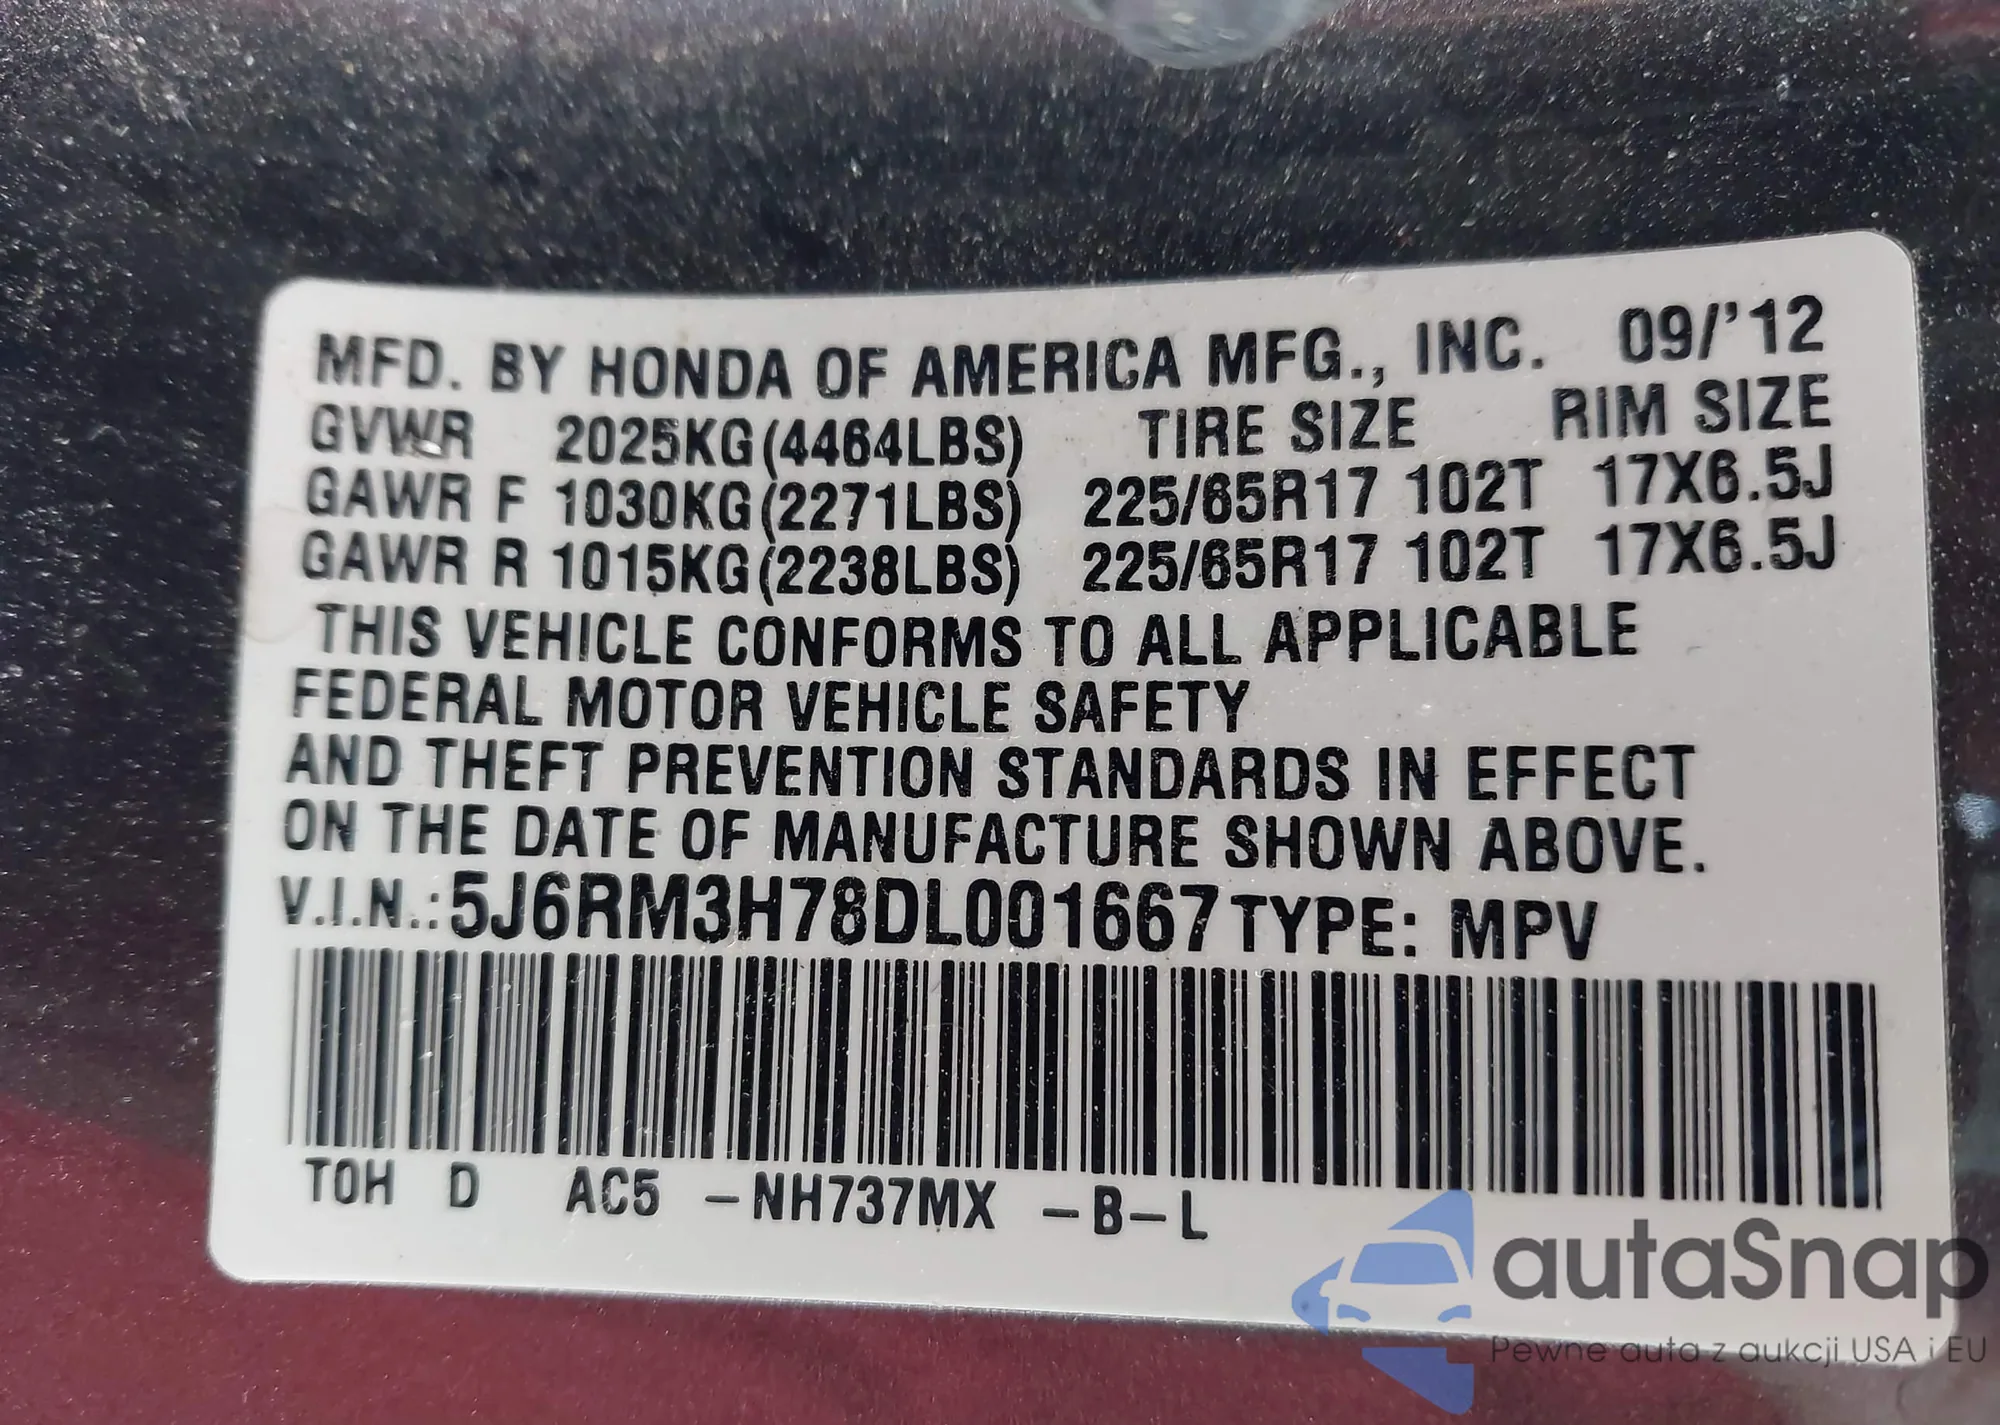 MFD. BY HONDA OF AMERICA MFG., INC. 09/'12
GVWR 2025KG(4464LBS) TIRE SIZE RIM SIZE
GAWR F 1030KG(2271LBS) 225/65R17 102T 17X6.5J
GAWR R 1015KG(2238LBS) 225/65R17 102T 17X6.5J
THIS VEHICLE CONFORMS TO ALL APPLICABLE
FEDERAL MOTOR VEHICLE SAFETY
AND THEFT PREVENTION STANDARDS IN EFFECT
ON THE DATE OF MANUFACTURE SHOWN ABOVE.
V.I.N.:5J6RM3H78DL001667 TYPE: MPV
TOH D AC5 -NH737MX -B-L
autaSnap
Pewne auta z aukcji USA i EU